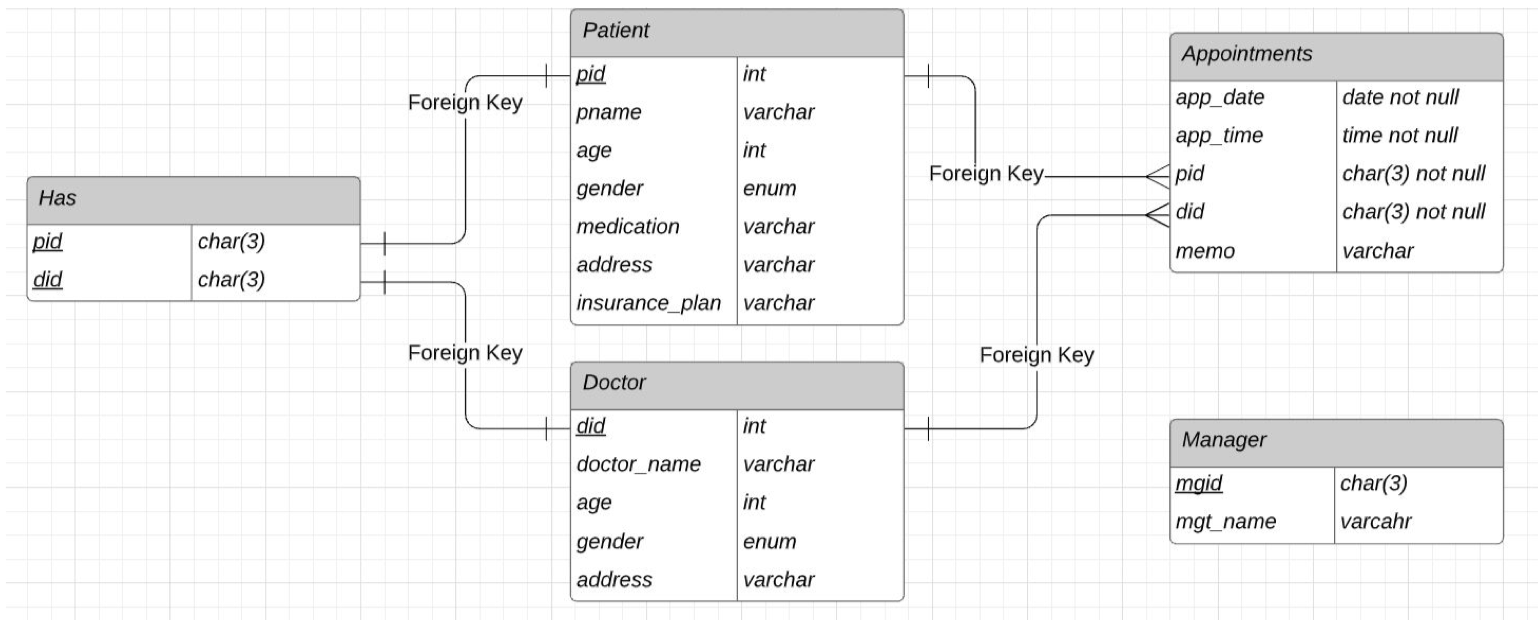 Patient
pid int
pname varchar
age int
gender enum
medication varchar
address varchar
insurance_plan varchar
Appointments
app_date date not null
app_time time not null
pid char(3) not null
did char(3) not null
memo varchar
Foreign Key
Foreign Key
Has
pid char(3)
did char(3)
Foreign Key
Foreign Key
Doctor
did int
doctor_name varchar
age int
gender enum
address varchar
Manager
mgid char(3)
mgt_name varcahr